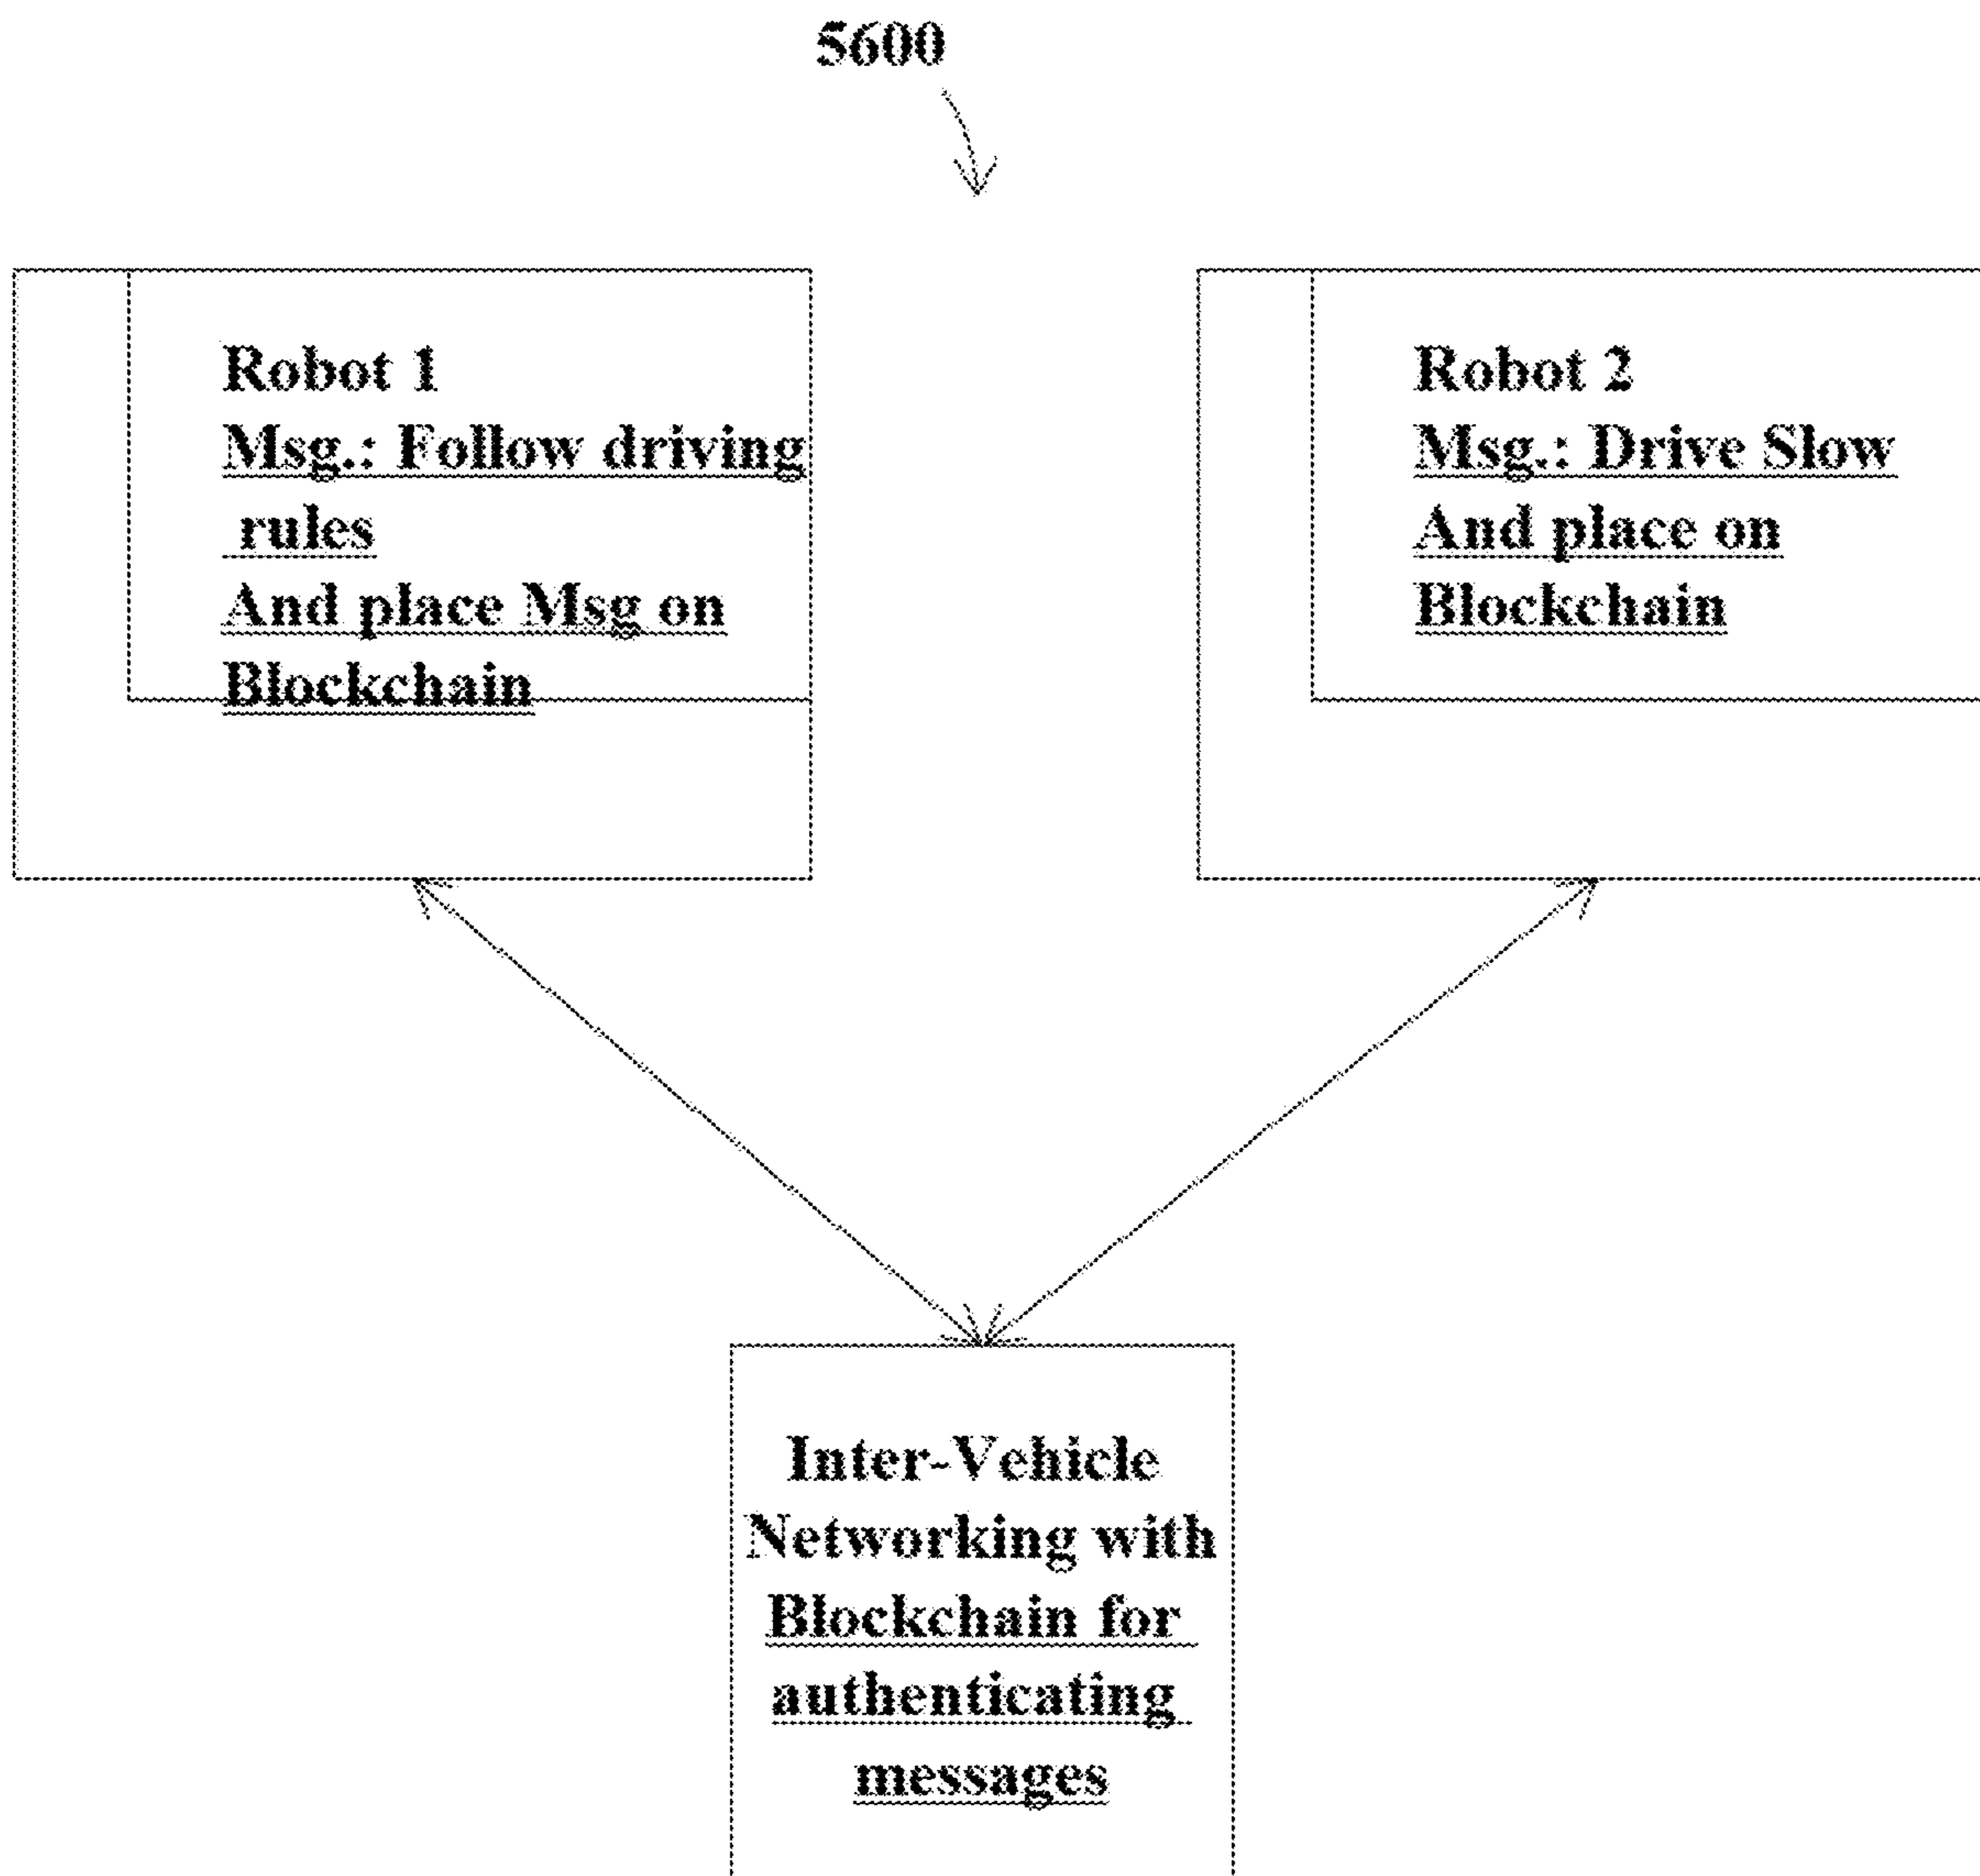 5600
Robot 1
Msg.: Follow driving
rules
And place Msg on
Blockchain
Robot 2
Msg.: Drive Slow
And place on
Blockchain
Inter-Vehicle
Networking with
Blockchain for
authenticating
messages